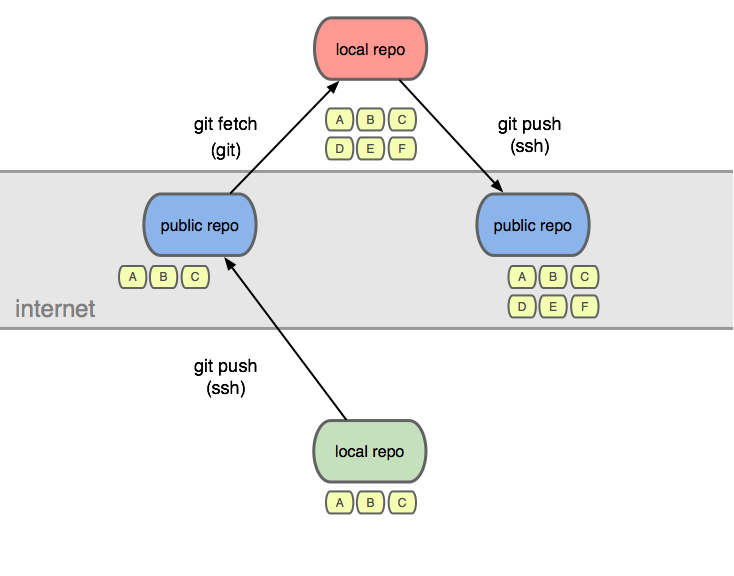 local repo
A B C
D E F
git fetch
(git)
git push
(ssh)
public repo
A B C
public repo
A B C
D E F
internet
git push
(ssh)
local repo
A B C